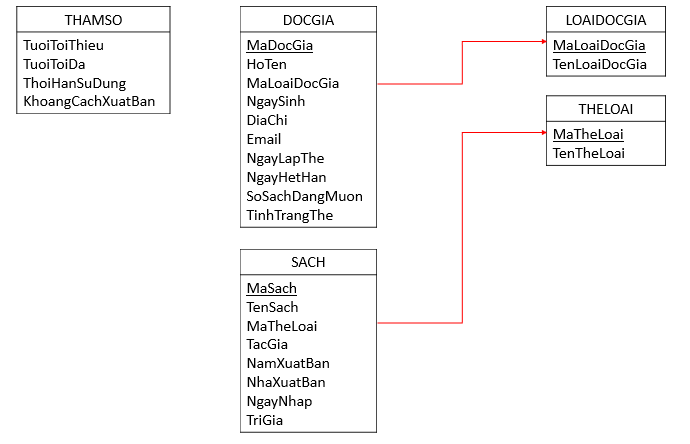 THAMSO
TuoiToiThieu
TuoiToiDa
ThoiHanSuDung
KhoangCachXuatBan
DOCGIA
MaDocGia
HoTen
MaLoaiDocGia
NgaySinh
DiaChi
Email
NgayLapThe
NgayHetHan
SoSachDangMuon
TinhTrangThe
LOAIDOCGIA
MaLoaiDocGia
TenLoaiDocGia
THELOAI
MaTheLoai
TenTheLoai
SACH
MaSach
TenSach
MaTheLoai
TacGia
NamXuatBan
NhaXuatBan
NgayNhap
TriGia